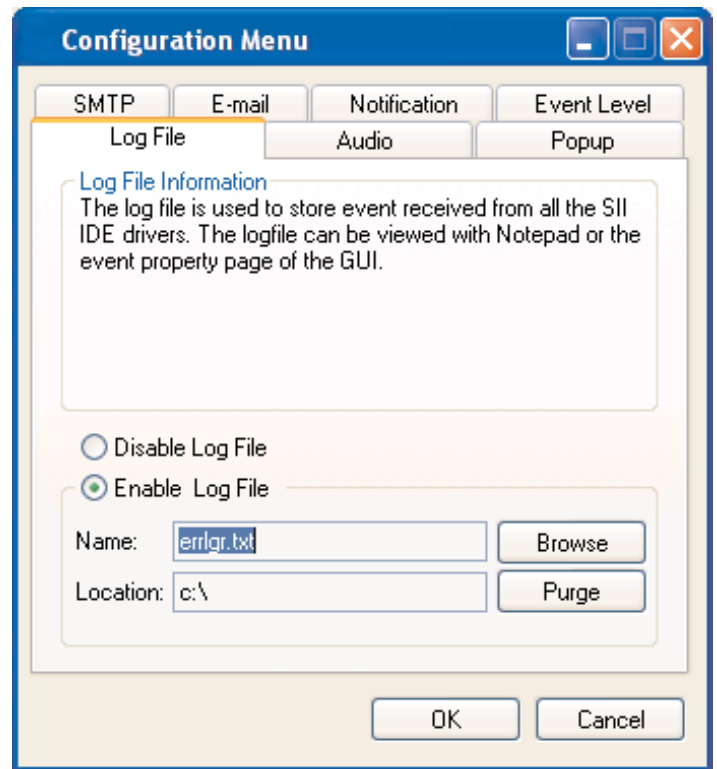 Configuration Menu
SMTP E-mail Notification Event Level
Log File Audio Popup
Log File Information
The log file is used to store event received from all the SII
IDE drivers. The logfile can be viewed with Notepad or the
event property page of the GUI.
Disable Log File
Enable Log File
Name: errlgr.txt Browse
Location: c:\ Purge
OK Cancel